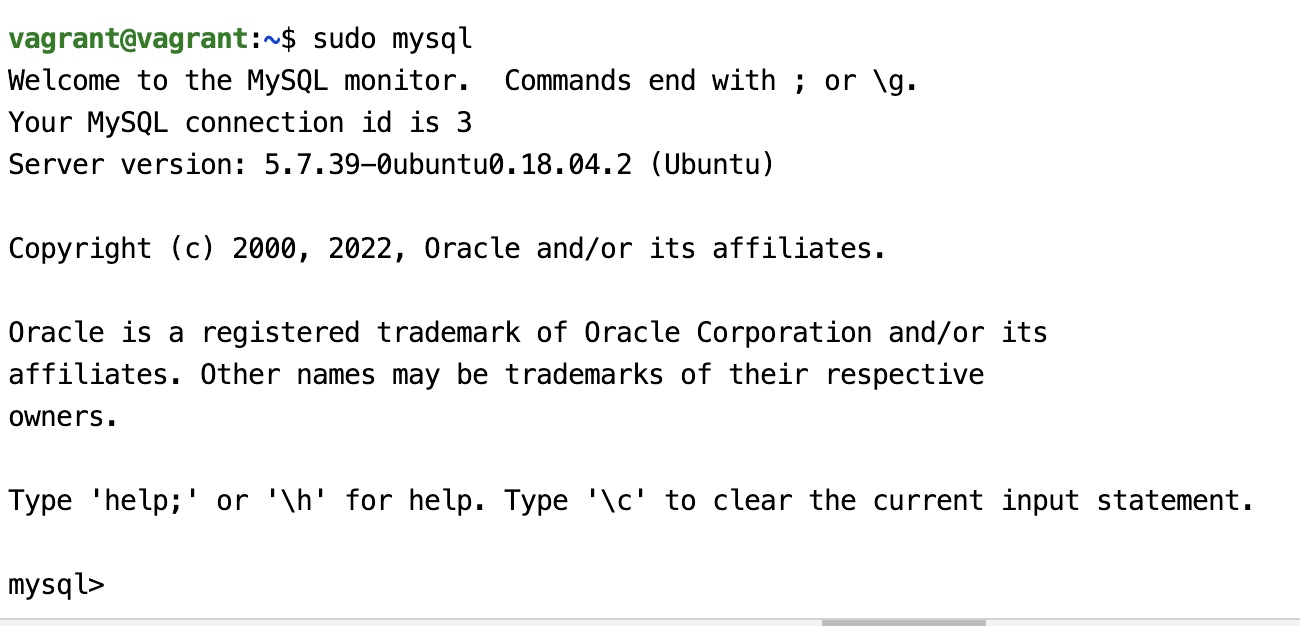 vagrant@vagrant:~$ sudo mysql
Welcome to the MySQL monitor.  Commands end with ; or \g.
Your MySQL connection id is 3
Server version: 5.7.39-0ubuntu0.18.04.2 (Ubuntu)
Copyright (c) 2000, 2022, Oracle and/or its affiliates.
Oracle is a registered trademark of Oracle Corporation and/or its
affiliates. Other names may be trademarks of their respective
owners.
Type 'help;' or '\h' for help. Type '\c' to clear the current input statement.
mysql>